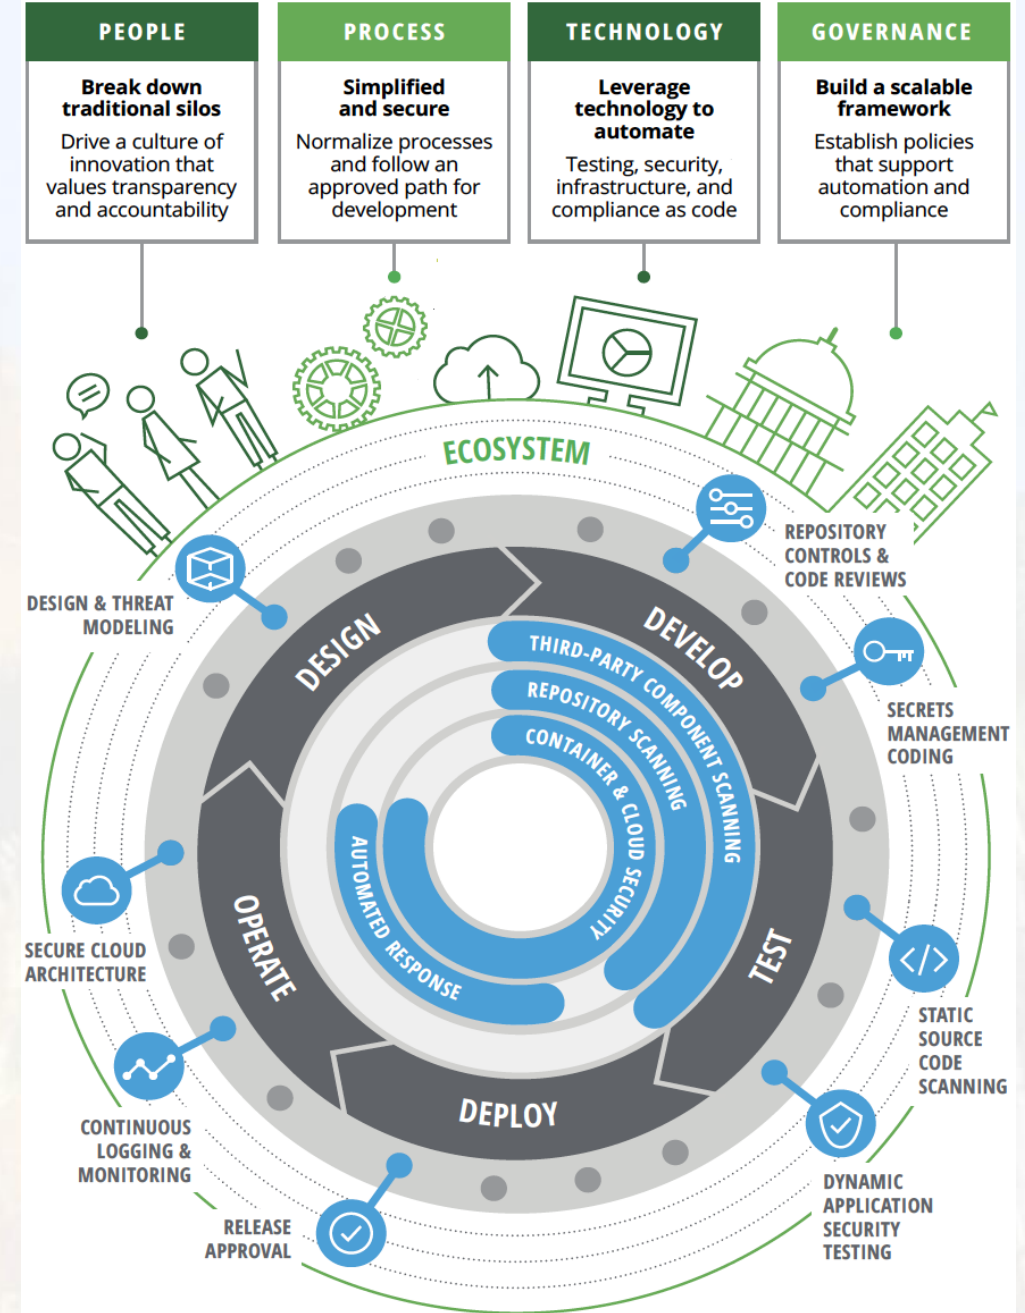 PEOPLE
Break down
traditional silos
Drive a culture of
innovation that
values transparency
and accountability
PROCESS
Simplified
and secure
Normalize processes
and follow an
approved path for
development
TECHNOLOGY
Leverage
technology to
automate
Testing, security,
infrastructure, and
compliance as code
GOVERNANCE
Build a scalable
framework
Establish policies
that support
automation and
compliance
ECOSYSTEM
DESIGN & THREAT
MODELING
REPOSITORY
CONTROLS &
CODE REVIEWS
SECRETS
MANAGEMENT
CODING
STATIC
SOURCE
CODE
SCANNING
DYNAMIC
APPLICATION
SECURITY
TESTING
RELEASE
APPROVAL
CONTINUOUS
LOGGING &
MONITORING
SECURE CLOUD
ARCHITECTURE
DESIGN
DEVELOP
TEST
DEPLOY
OPERATE
THIRD-PARTY COMPONENT SCANNING
REPOSITORY SCANNING
CONTAINER & CLOUD SECURITY
AUTOMATED RESPONSE